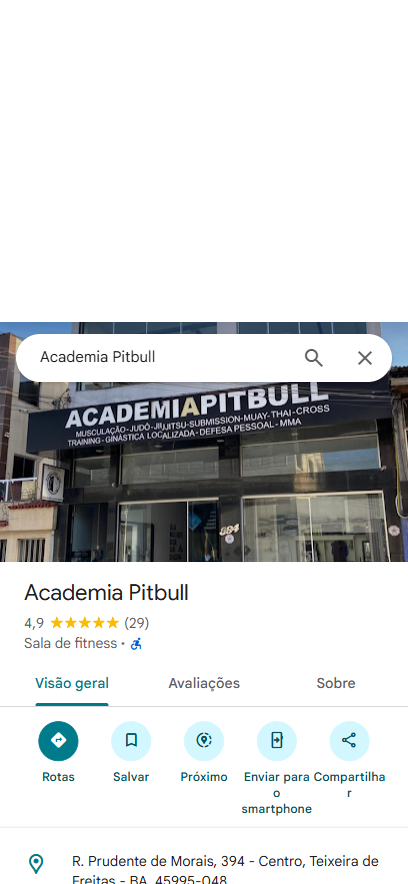 Academia Pitbull
ACADEMIAPITBULL
MUSCULAÇÃO-JUDÔ-JIUJITSU-SUBMISSION-MUAY-THAI-CROSS
TRAINING-GINÁSTICA LOCALIZADA-DEFESA PESSOAL-MMA
394
Academia Pitbull
4,9 ★★★★★ (29)
Sala de fitness ·
Visão geral Avaliações Sobre
Rotas Salvar Próximo Enviar para o smartphone Compartilhar
R. Prudente de Morais, 394 - Centro, Teixeira de
Freitas - BA, 45995-048